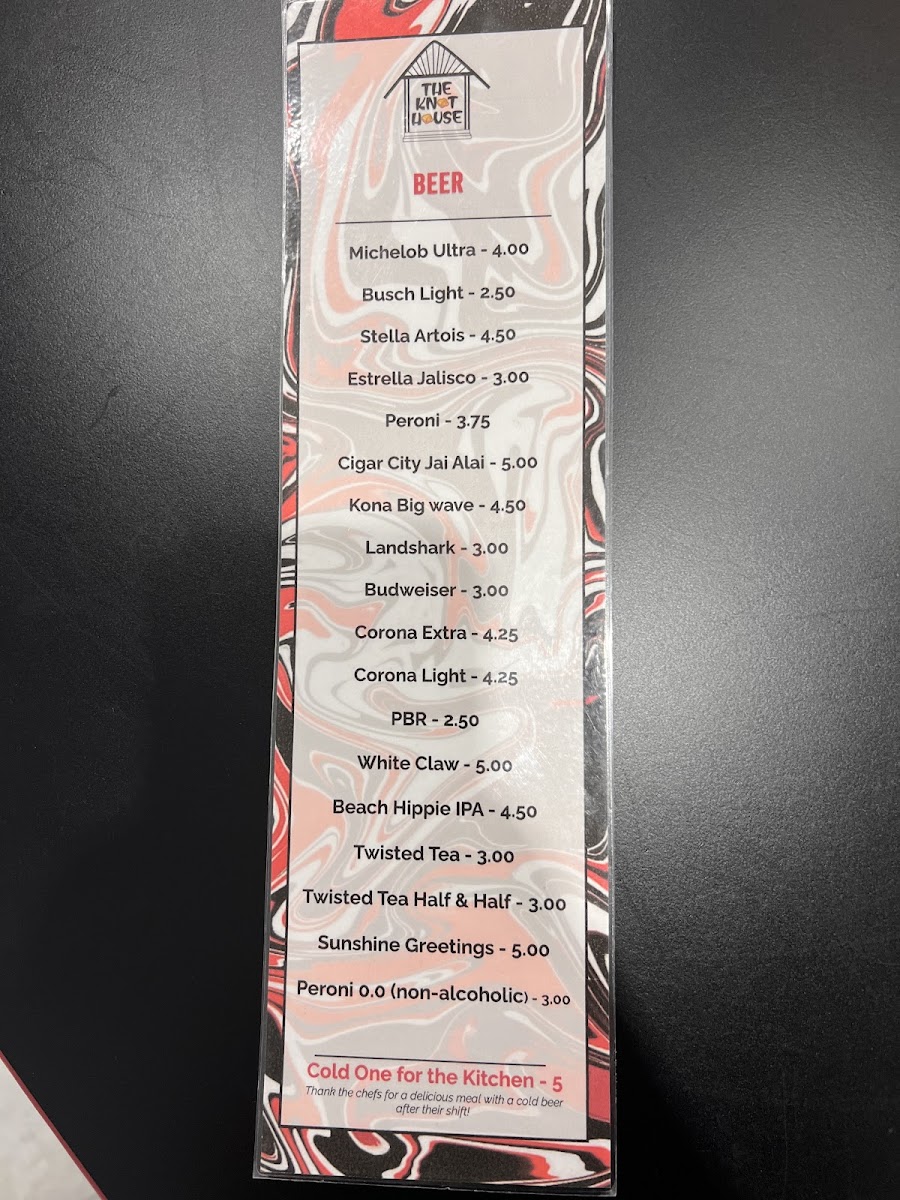 THE
KNOT
HOUSE
BEER
Michelob Ultra - 4.00
Busch Light - 2.50
Stella Artois - 4.50
Estrella Jalisco - 3.00
Peroni - 3.75
Cigar City Jai Alai - 5.00
Kona Big wave - 4.50
Landshark - 3.00
Budweiser - 3.00
Corona Extra - 4.25
Corona Light - 4.25
PBR - 2.50
White Claw - 5.00
Beach Hippie IPA - 4.50
Twisted Tea - 3.00
Twisted Tea Half & Half - 3.00
Sunshine Greetings - 5.00
Peroni 0.0 (non-alcoholic) - 3.00
Cold One for the Kitchen - 5
Thank the chefs for a delicious meal with a cold beer
after their shift!